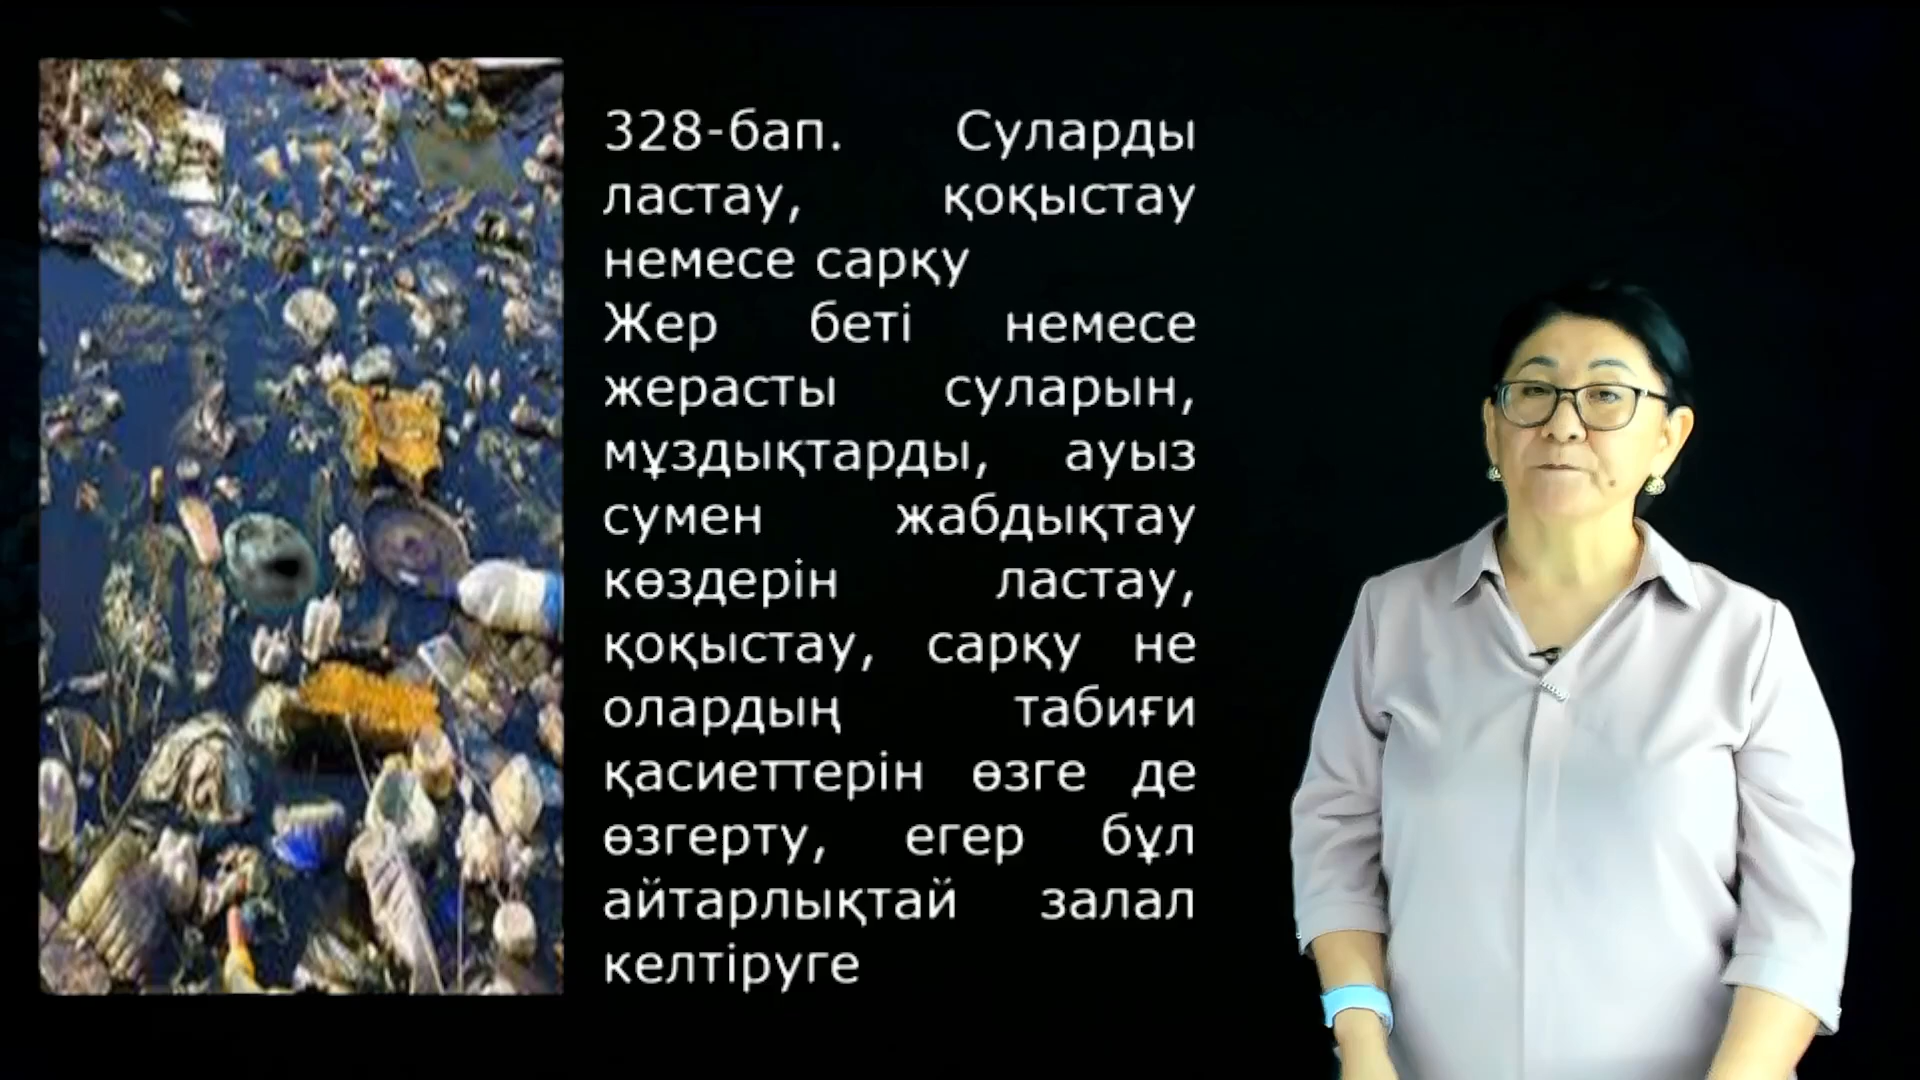 328-бап. Суларды
ластау, қоқыстау
немесе сарқу
Жер беті немесе
жерасты суларын,
мұздықтарды, ауыз
сумен жабдықтау
көздерін ластау,
қоқыстау, сарқу не
олардың табиғи
қасиеттерін өзге де
өзгерту, егер бұл
айтарлықтай залал
келтіруге